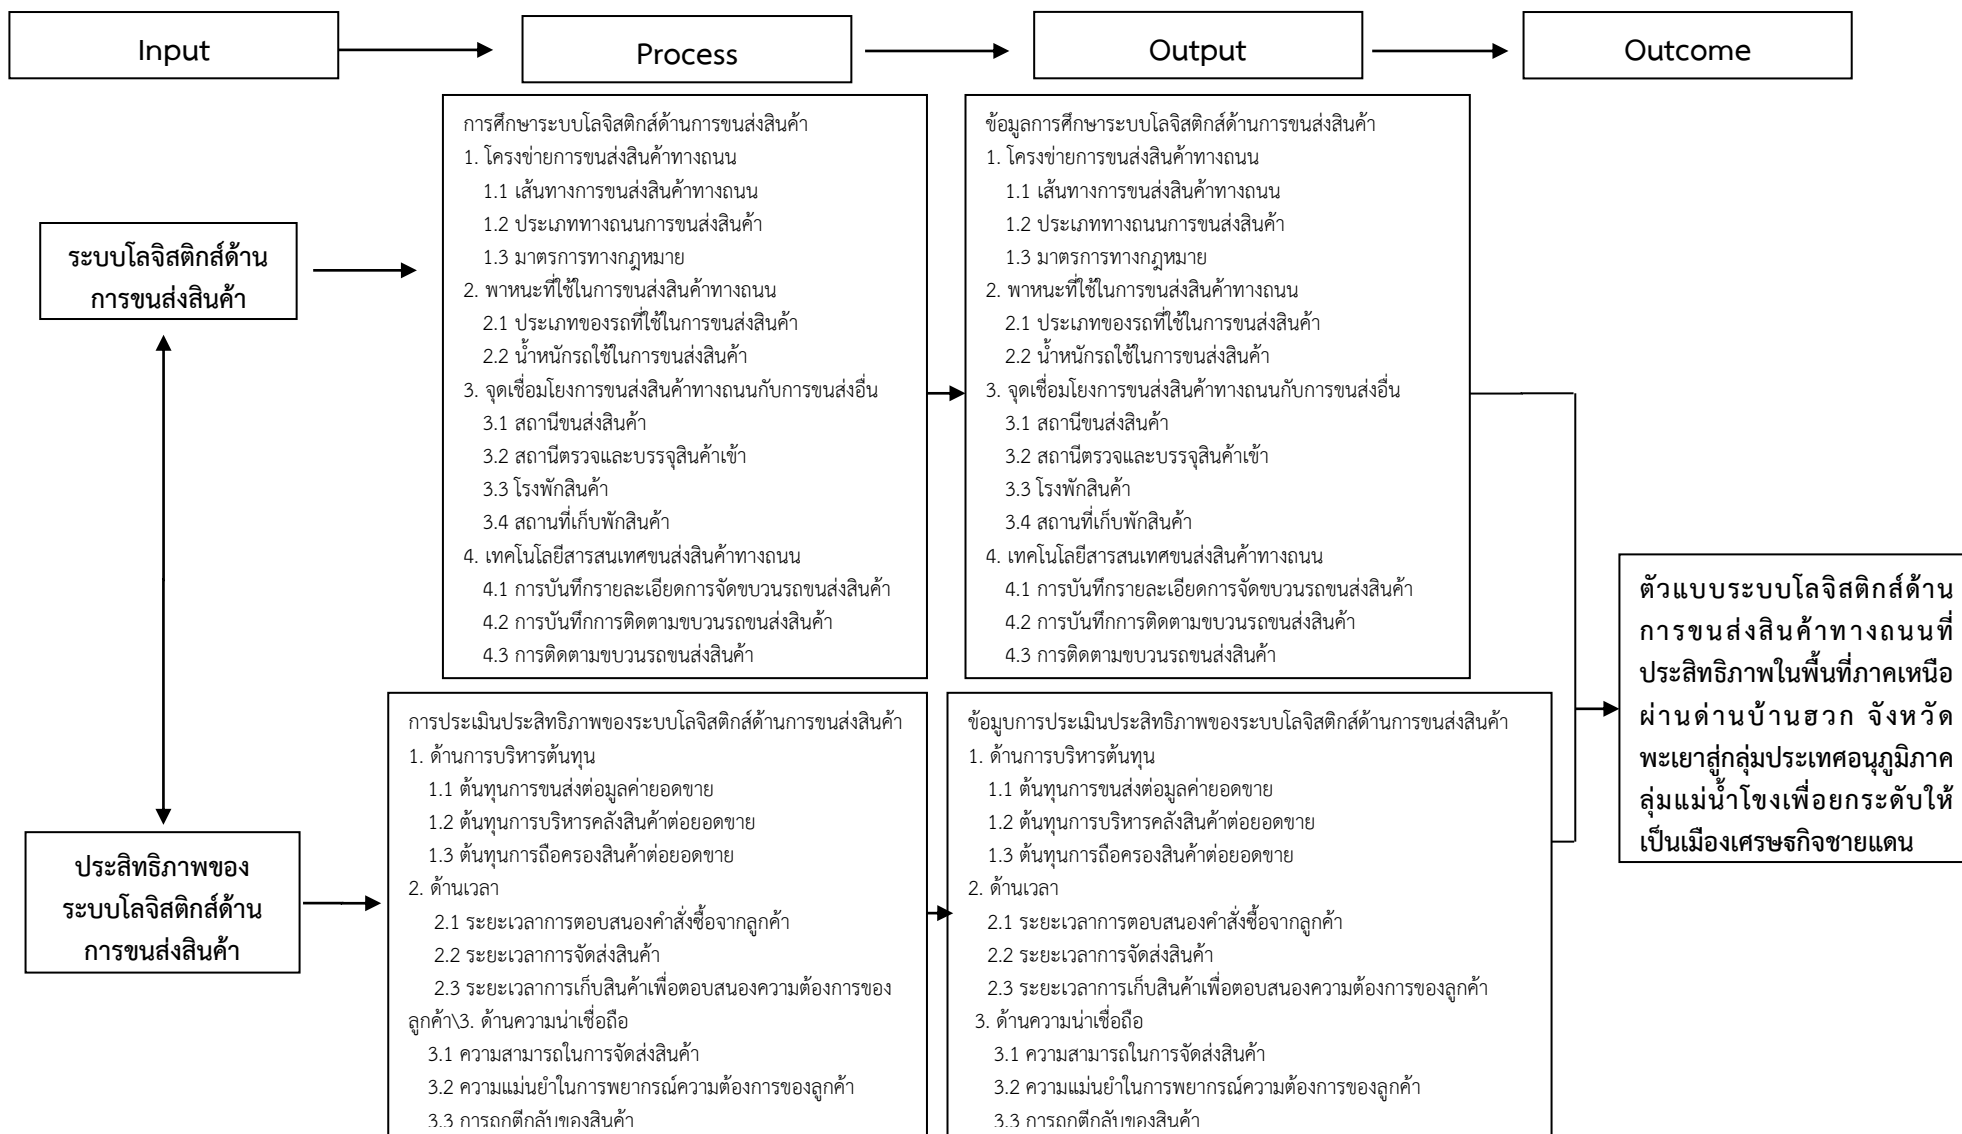 Input
Process
Output
Outcome
ระบบโลจิสติกส์ด้าน
การขนส่งสินค้า
ประสิทธิภาพของ
ระบบโลจิสติกส์ด้าน
การขนส่งสินค้า
การศึกษาระบบโลจิสติกส์ด้านการขนส่งสินค้า
1. โครงข่ายการขนส่งสินค้าทางถนน
1.1 เส้นทางการขนส่งสินค้าทางถนน
1.2 ประเภททางถนนการขนส่งสินค้า
1.3 มาตรการทางกฎหมาย
2. พาหนะที่ใช้ในการขนส่งสินค้าทางถนน
2.1 ประเภทของรถที่ใช้ในการขนส่งสินค้า
2.2 น้ำหนักรถใช้ในการขนส่งสินค้า
3. จุดเชื่อมโยงการขนส่งสินค้าทางถนนกับการขนส่งอื่น
3.1 สถานีขนส่งสินค้า
3.2 สถานีตรวจและบรรจุสินค้าเข้า
3.3 โรงพักสินค้า
3.4 สถานที่เก็บพักสินค้า
4. เทคโนโลยีสารสนเทศขนส่งสินค้าทางถนน
4.1 การบันทึกรายละเอียดการจัดขบวนรถขนส่งสินค้า
4.2 การบันทึกการติดตามขบวนรถขนส่งสินค้า
4.3 การติดตามขบวนรถขนส่งสินค้า
การประเมินประสิทธิภาพของระบบโลจิสติกส์ด้านการขนส่งสินค้า
1. ด้านการบริหารต้นทุน
1.1 ต้นทุนการขนส่งต่อมูลค่ายอดขาย
1.2 ต้นทุนการบริหารคลังสินค้าต่อยอดขาย
1.3 ต้นทุนการถือครองสินค้าต่อยอดขาย
2. ด้านเวลา
2.1 ระยะเวลาการตอบสนองคำสั่งซื้อจากลูกค้า
2.2 ระยะเวลาการจัดส่งสินค้า
2.3 ระยะเวลาการเก็บสินค้าเพื่อตอบสนองความต้องการของ
ลูกค้า\3. ด้านความน่าเชื่อถือ
3.1 ความสามารถในการจัดส่งสินค้า
3.2 ความแม่นยำในการพยากรณ์ความต้องการของลูกค้า
3.3 การถูกตีกลับของสินค้า
ข้อมูลการศึกษาระบบโลจิสติกส์ด้านการขนส่งสินค้า
1. โครงข่ายการขนส่งสินค้าทางถนน
1.1 เส้นทางการขนส่งสินค้าทางถนน
1.2 ประเภททางถนนการขนส่งสินค้า
1.3 มาตรการทางกฎหมาย
2. พาหนะที่ใช้ในการขนส่งสินค้าทางถนน
2.1 ประเภทของรถที่ใช้ในการขนส่งสินค้า
2.2 น้ำหนักรถใช้ในการขนส่งสินค้า
3. จุดเชื่อมโยงการขนส่งสินค้าทางถนนกับการขนส่งอื่น
3.1 สถานีขนส่งสินค้า
3.2 สถานีตรวจและบรรจุสินค้าเข้า
3.3 โรงพักสินค้า
3.4 สถานที่เก็บพักสินค้า
4. เทคโนโลยีสารสนเทศขนส่งสินค้าทางถนน
4.1 การบันทึกรายละเอียดการจัดขบวนรถขนส่งสินค้า
4.2 การบันทึกการติดตามขบวนรถขนส่งสินค้า
4.3 การติดตามขบวนรถขนส่งสินค้า
ข้อมูบการประเมินประสิทธิภาพของระบบโลจิสติกส์ด้านการขนส่งสินค้า
1. ด้านการบริหารต้นทุน
1.1 ต้นทุนการขนส่งต่อมูลค่ายอดขาย
1.2 ต้นทุนการบริหารคลังสินค้าต่อยอดขาย
1.3 ต้นทุนการถือครองสินค้าต่อยอดขาย
2. ด้านเวลา
2.1 ระยะเวลาการตอบสนองคำสั่งซื้อจากลูกค้า
2.2 ระยะเวลาการจัดส่งสินค้า
2.3 ระยะเวลาการเก็บสินค้าเพื่อตอบสนองความต้องการของลูกค้า
3. ด้านความน่าเชื่อถือ
3.1 ความสามารถในการจัดส่งสินค้า
3.2 ความแม่นยำในการพยากรณ์ความต้องการของลูกค้า
3.3 การถูกตีกลับของสินค้า
ตัวแบบระบบโลจิสติกส์ด้าน
การขนส่งสินค้าทางถนนที่
ประสิทธิภาพในพื้นที่ภาคเหนือ
ผ่านด่านบ้านฮวก จังหวัด
พะเยาสู่กลุ่มประเทศอนุภูมิภาค
ลุ่มแม่น้ำโขงเพื่อยกระดับให้
เป็นเมืองเศรษฐกิจชายแดน